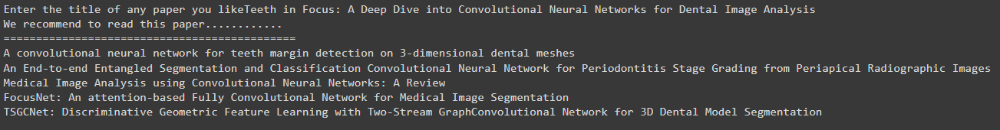 Enter the title of any paper you likeTeeth in Focus: A Deep Dive into Convolutional Neural Networks for Dental Image Analysis
We recommend to read this paper............
=============================================
A convolutional neural network for teeth margin detection on 3-dimensional dental meshes
An End-to-end Entangled Segmentation and Classification Convolutional Neural Network for Periodontitis Stage Grading from Periapical Radiographic Images
Medical Image Analysis using Convolutional Neural Networks: A Review
FocusNet: An attention-based Fully Convolutional Network for Medical Image Segmentation
TSGCNet: Discriminative Geometric Feature Learning with Two-Stream GraphConvolutional Network for 3D Dental Model Segmentation